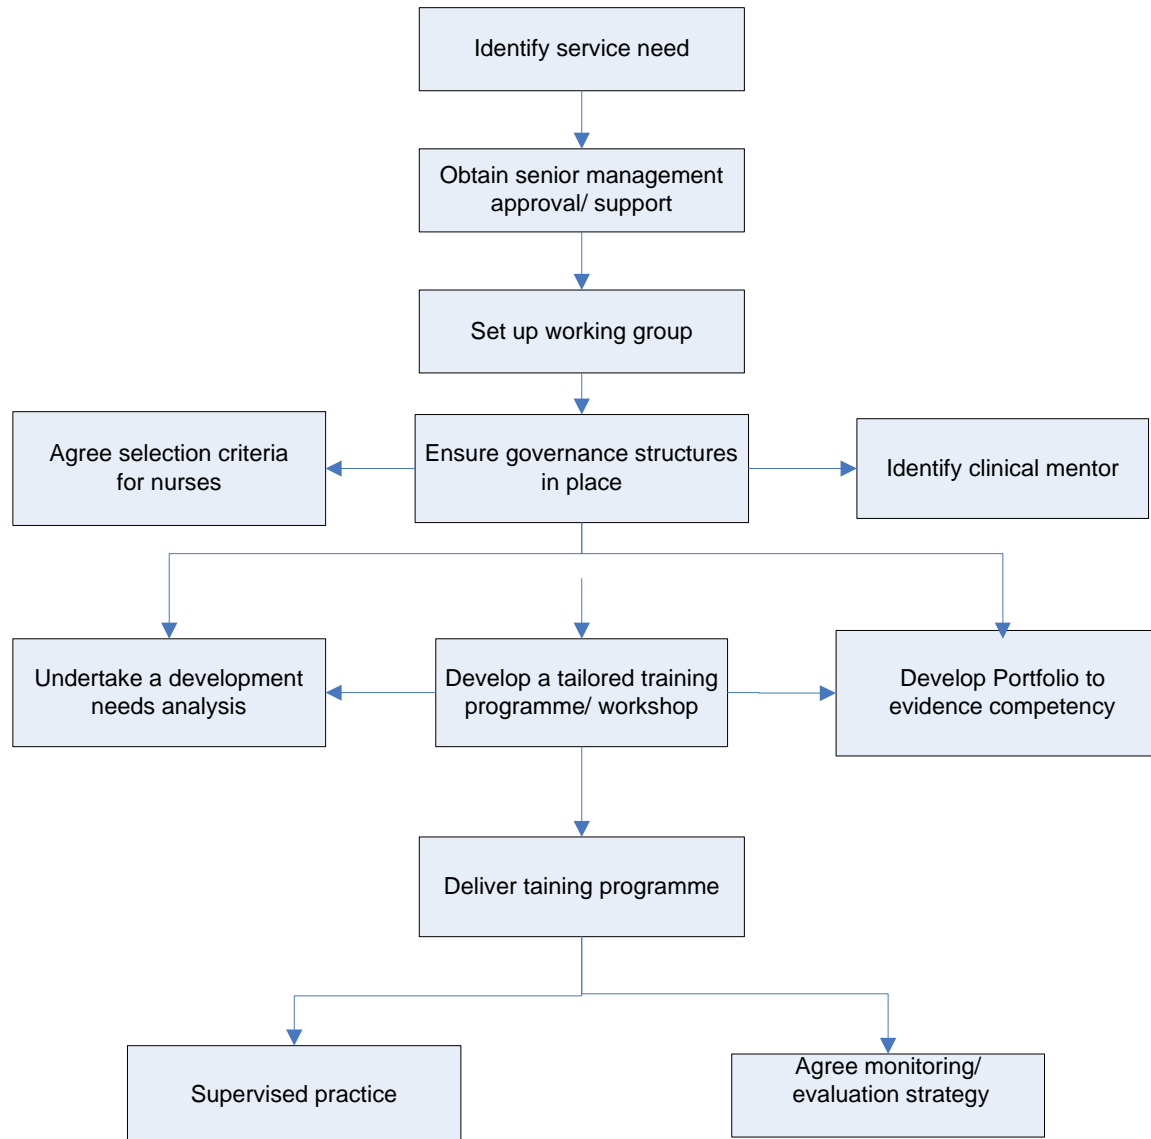 Identify service need
Obtain senior management
approval/ support
Set up working group
Agree selection criteria
for nurses
Ensure governance structures
in place
Identify clinical mentor
Undertake a development
needs analysis
Develop a tailored training
programme/ workshop
Develop Portfolio to
evidence competency
Deliver taining programme
Supervised practice
Agree monitoring/
evaluation strategy